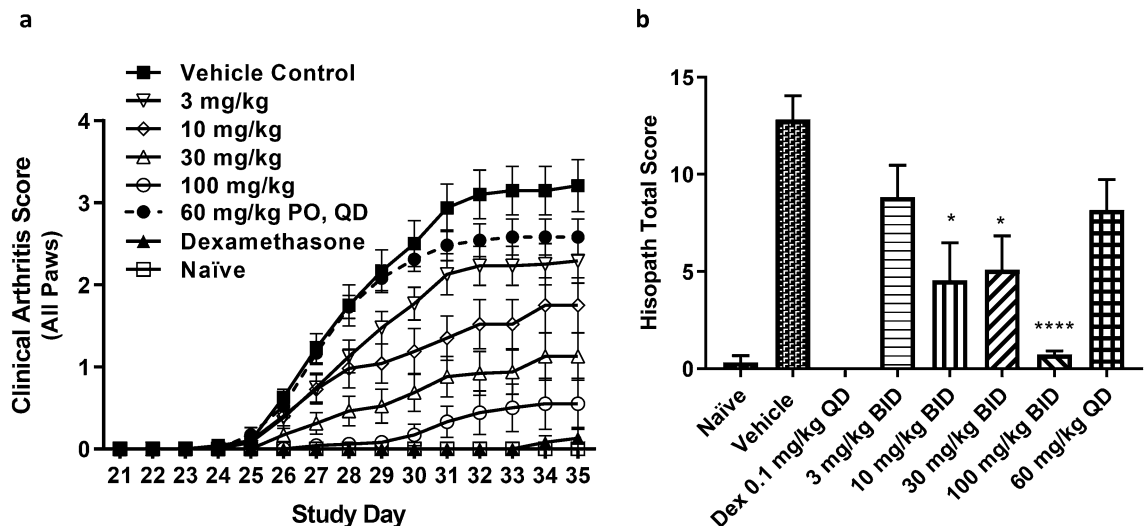 a
Vehicle Control
3 mg/kg
10 mg/kg
30 mg/kg
100 mg/kg
60 mg/kg PO, QD
Dexamethasone
Naïve
Clinical Arthritis Score
(All Paws)
4
3
2
1
0
21 22 23 24 25 26 27 28 29 30 31 32 33 34 35
Study Day
b
Hisopath Total Score
15
10
5
0
* * ****
Naïve
Vehicle
Dex 0.1 mg/kg QD
3 mg/kg BID
10 mg/kg BID
30 mg/kg BID
100 mg/kg BID
60 mg/kg QD